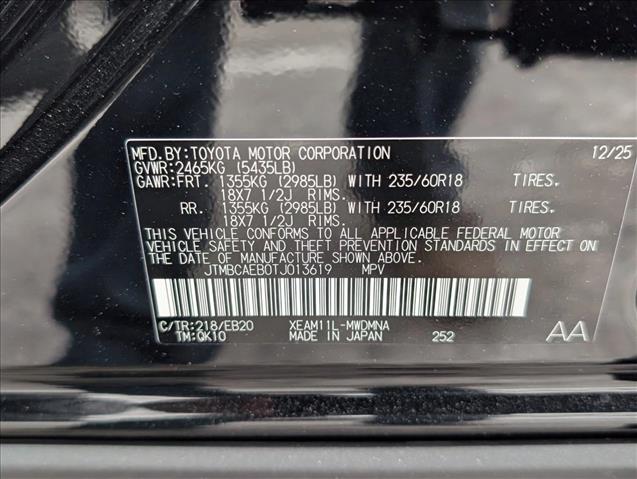 MFD.BY:TOYOTA MOTOR CORPORATION 12/25
GVWR:2465KG (5435LB)
GAWR:FRT. 1355KG (2985LB) WITH 235/60R18 TIRES.
18X7 1/2J RIMS.
RR. 1355KG (2985LB) WITH 235/60R18 TIRES.
18X7 1/2J RIMS.
THIS VEHICLE CONFORMS TO ALL APPLICABLE FEDERAL MOTOR
VEHICLE SAFETY AND THEFT PREVENTION STANDARDS IN EFFECT
ON THE DATE OF MANUFACTURE SHOWN ABOVE.
JTMBCAEB0TJ013619 MPV
C/TR:218/EB20 XEAM11L-MWDMNA AA
TM:QK10 MADE IN JAPAN 252